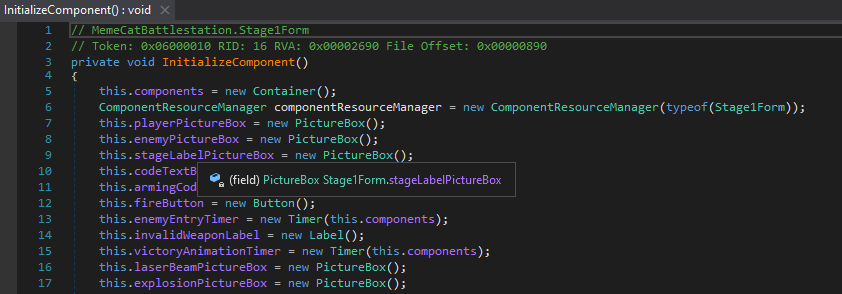 InitializeComponent() : void ×
1 // MemeCatBattlestation.Stage1Form
2 // Token: 0x06000010 RID: 16 RVA: 0x00002690 File Offset: 0x00000890
3 private void InitializeComponent()
4 {
5 this.components = new Container();
6 ComponentResourceManager componentResourceManager = new ComponentResourceManager(typeof(Stage1Form));
7 this.playerPictureBox = new PictureBox();
8 this.enemyPictureBox = new PictureBox();
9 this.stageLabelPictureBox = new PictureBox();
10 this.codeTextB
(field) PictureBox Stage1Form.stageLabelPictureBox
11 this.armingCod
12 this.fireButton = new Button();
13 this.enemyEntryTimer = new Timer(this.components);
14 this.invalidWeaponLabel = new Label();
15 this.victoryAnimationTimer = new Timer(this.components);
16 this.laserBeamPictureBox = new PictureBox();
17 this.explosionPictureBox = new PictureBox();